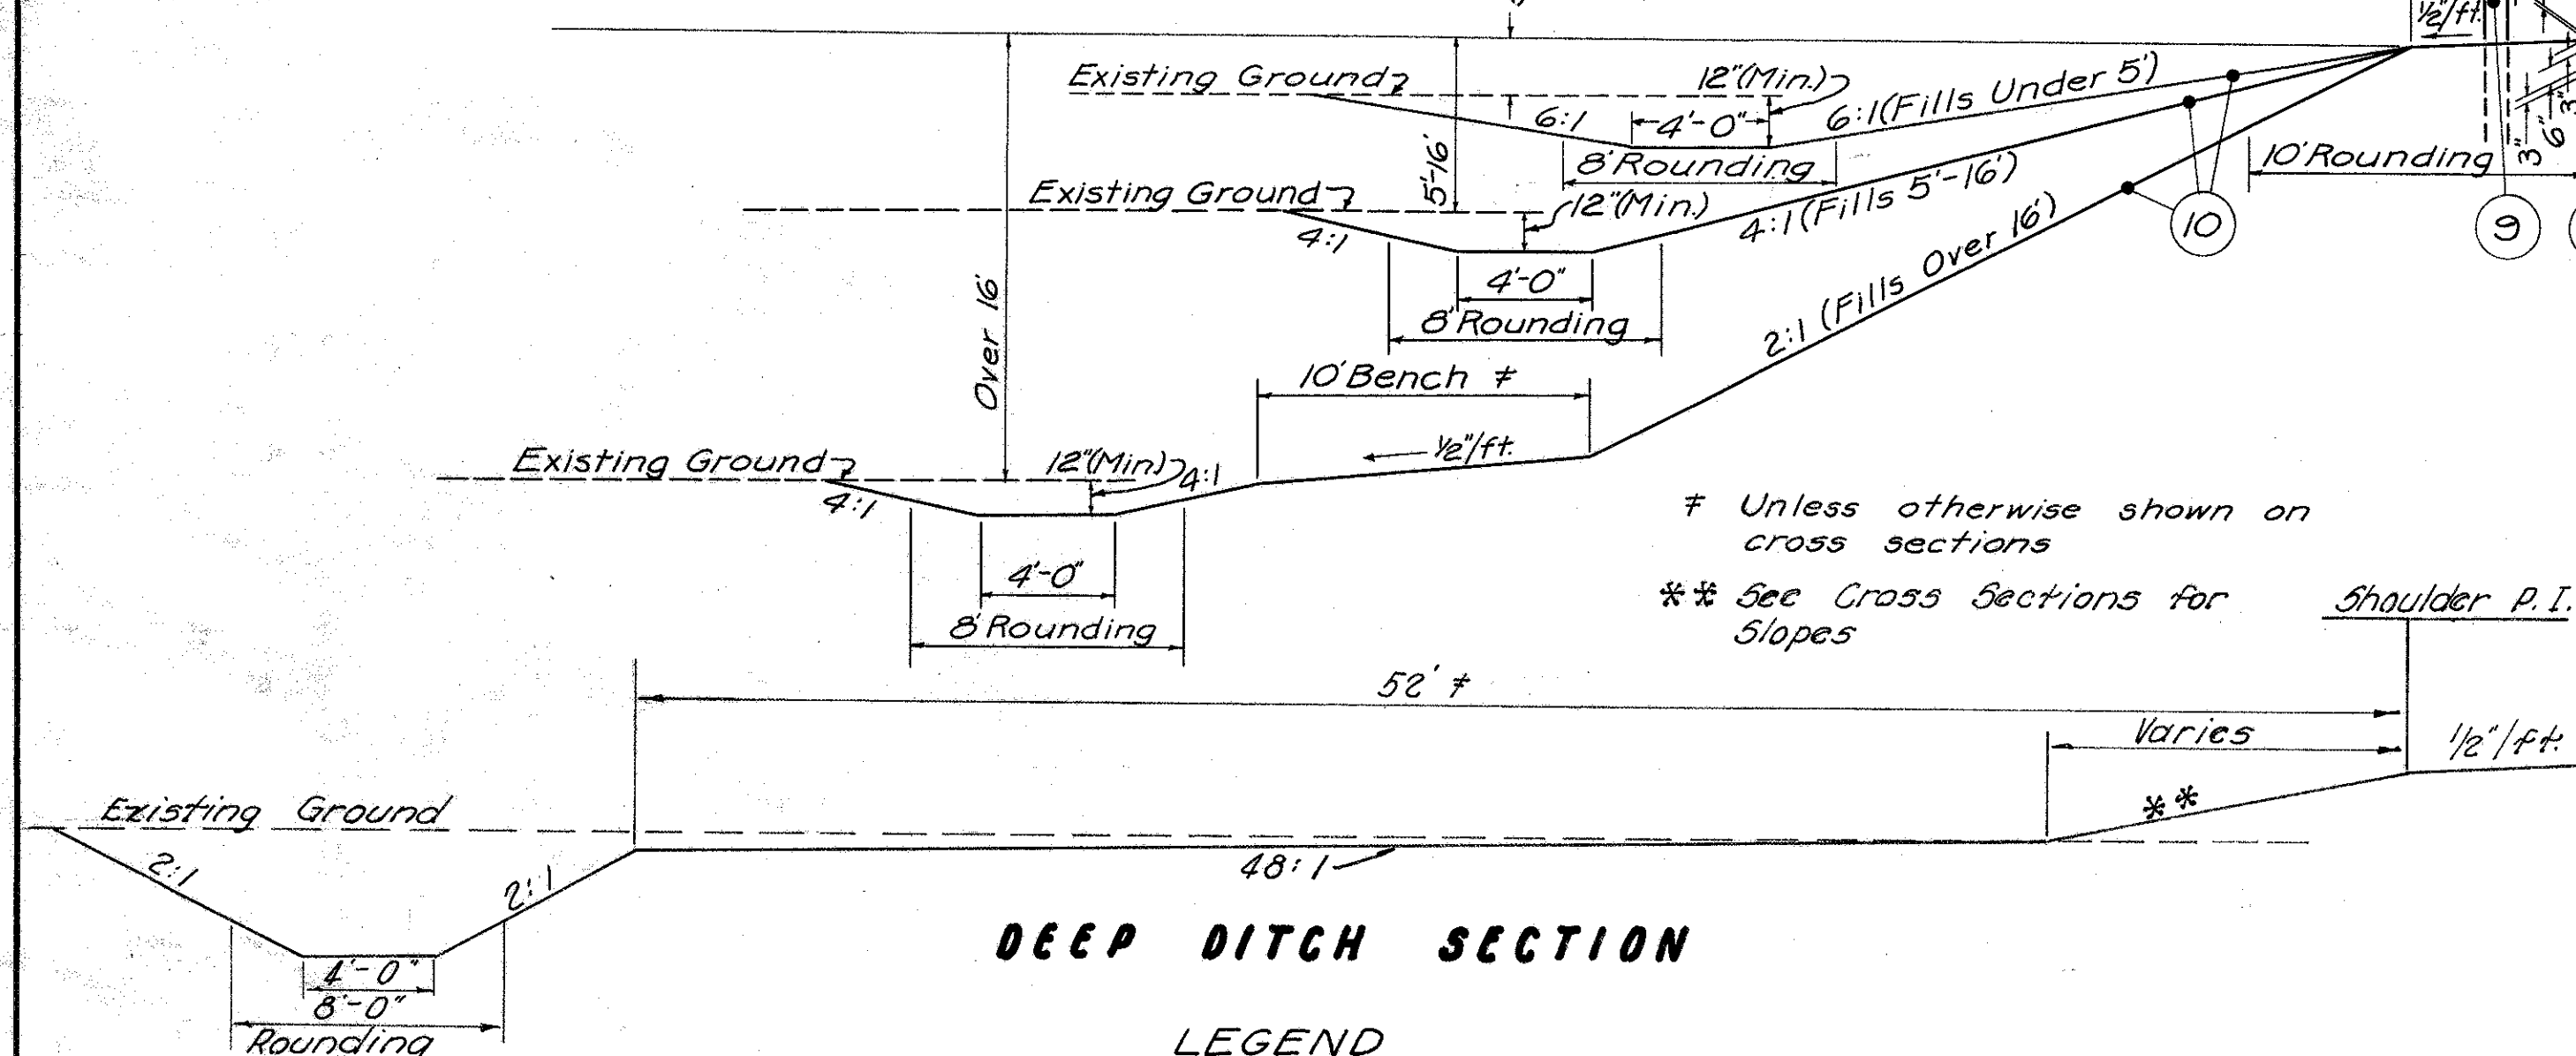 1/2"/ft.
Existing Ground
12"(Min.)
6:1(Fills Under 5')
6:1
4'-0"
8' Rounding
5'-16'
3"
6"
3"
10' Rounding
Existing Ground
12"(Min.)
4:1 (Fills 5'-16')
4:1
10
9
4'-0"
8' Rounding
2:1 (Fills Over 16')
Over 16'
10' Bench ‡
1/2"/ft.
Existing Ground
12"(Min)
4:1
4:1
4'-0"
8' Rounding
‡ Unless otherwise shown on
cross sections
** See Cross Sections for
Slopes
Shoulder P.I.
52' ‡
Varies
1/2"/ft.
**
Existing Ground
2:1
2:1
48:1
4'-0"
8'-0"
Rounding
DEEP DITCH SECTION
LEGEND